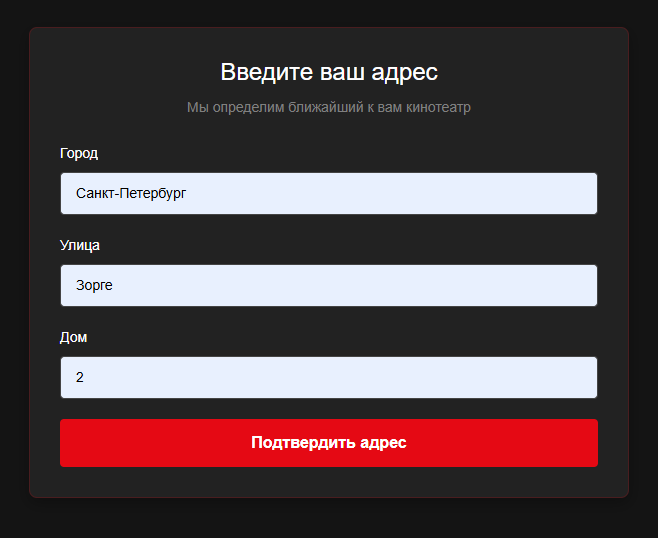 Введите ваш адрес
Мы определим ближайший к вам кинотеатр
Город
Санкт-Петербург
Улица
Зорге
Дом
2
Подтвердить адрес